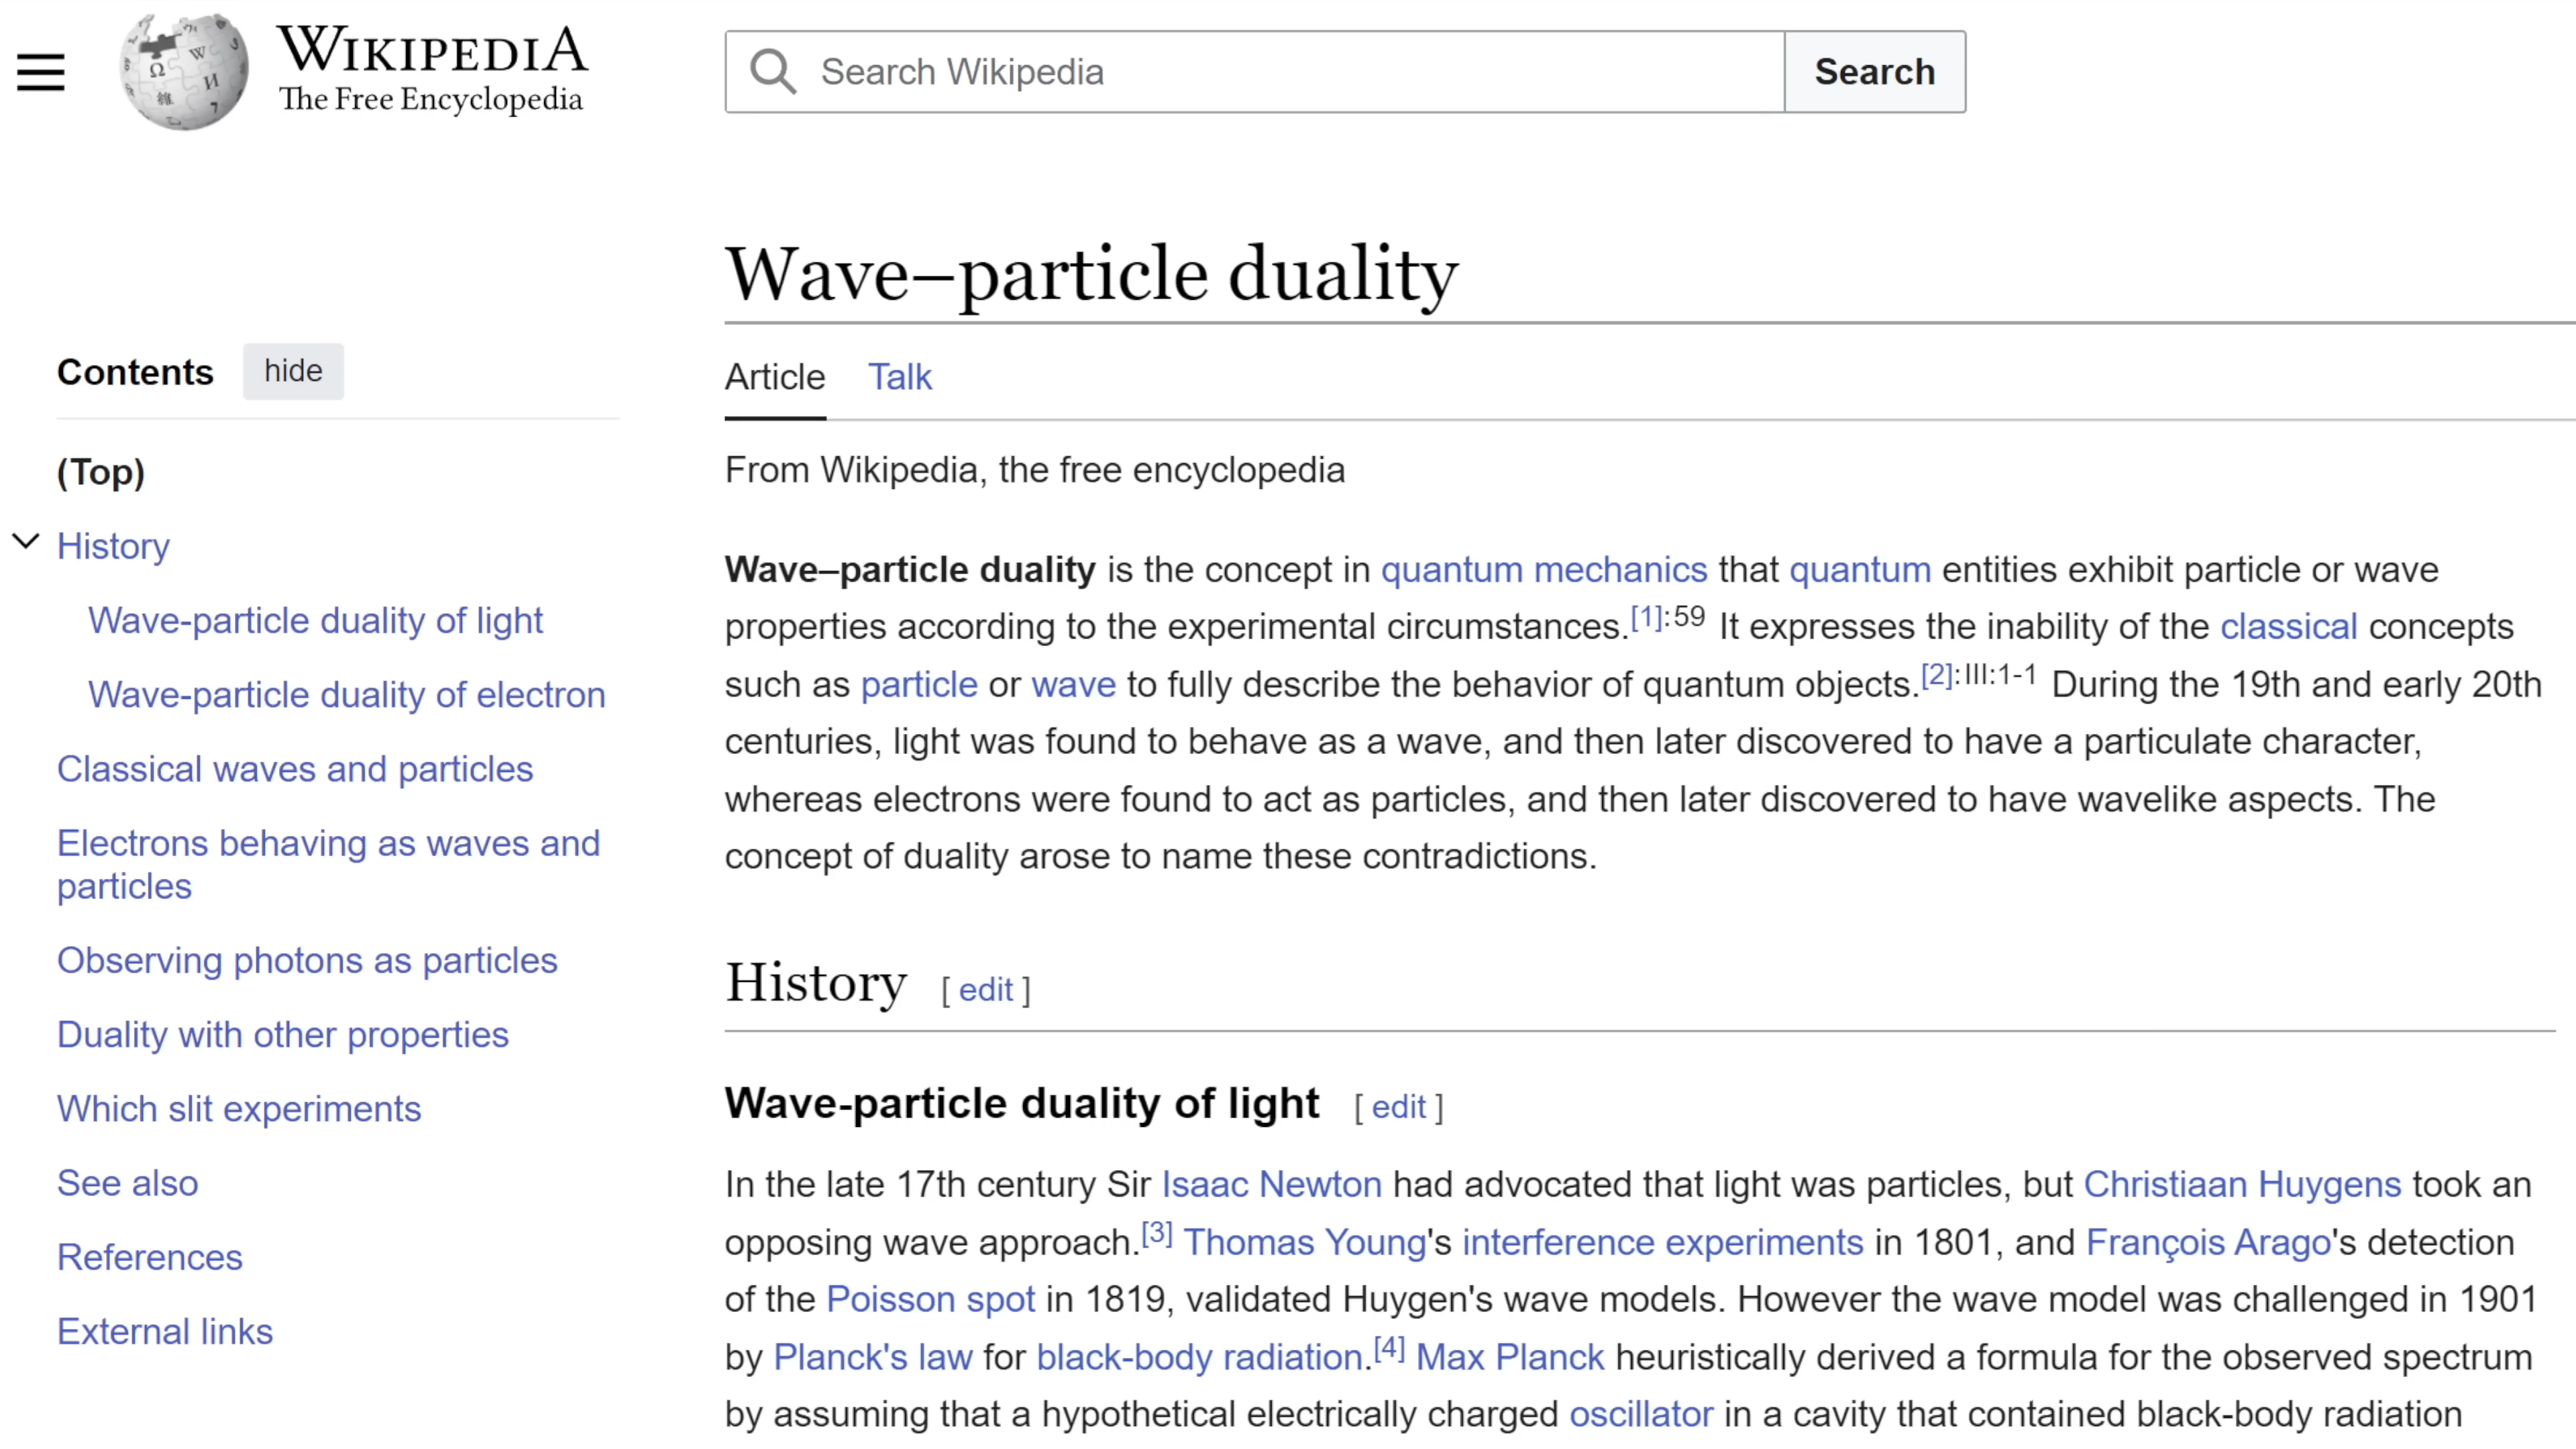 WIKIPEDIA
The Free Encyclopedia
Search Wikipedia
Search
Contents hide
(Top)
History
Wave-particle duality of light
Wave-particle duality of electron
Classical waves and particles
Electrons behaving as waves and
particles
Observing photons as particles
Duality with other properties
Which slit experiments
See also
References
External links
Wave–particle duality
Article Talk
From Wikipedia, the free encyclopedia
Wave–particle duality is the concept in quantum mechanics that quantum entities exhibit particle or wave
properties according to the experimental circumstances.[1]:59 It expresses the inability of the classical concepts
such as particle or wave to fully describe the behavior of quantum objects.[2]:III:1-1 During the 19th and early 20th
centuries, light was found to behave as a wave, and then later discovered to have a particulate character,
whereas electrons were found to act as particles, and then later discovered to have wavelike aspects. The
concept of duality arose to name these contradictions.
History [ edit ]
Wave-particle duality of light [ edit ]
In the late 17th century Sir Isaac Newton had advocated that light was particles, but Christiaan Huygens took an
opposing wave approach.[3] Thomas Young's interference experiments in 1801, and François Arago's detection
of the Poisson spot in 1819, validated Huygen's wave models. However the wave model was challenged in 1901
by Planck's law for black-body radiation.[4] Max Planck heuristically derived a formula for the observed spectrum
by assuming that a hypothetical electrically charged oscillator in a cavity that contained black-body radiation